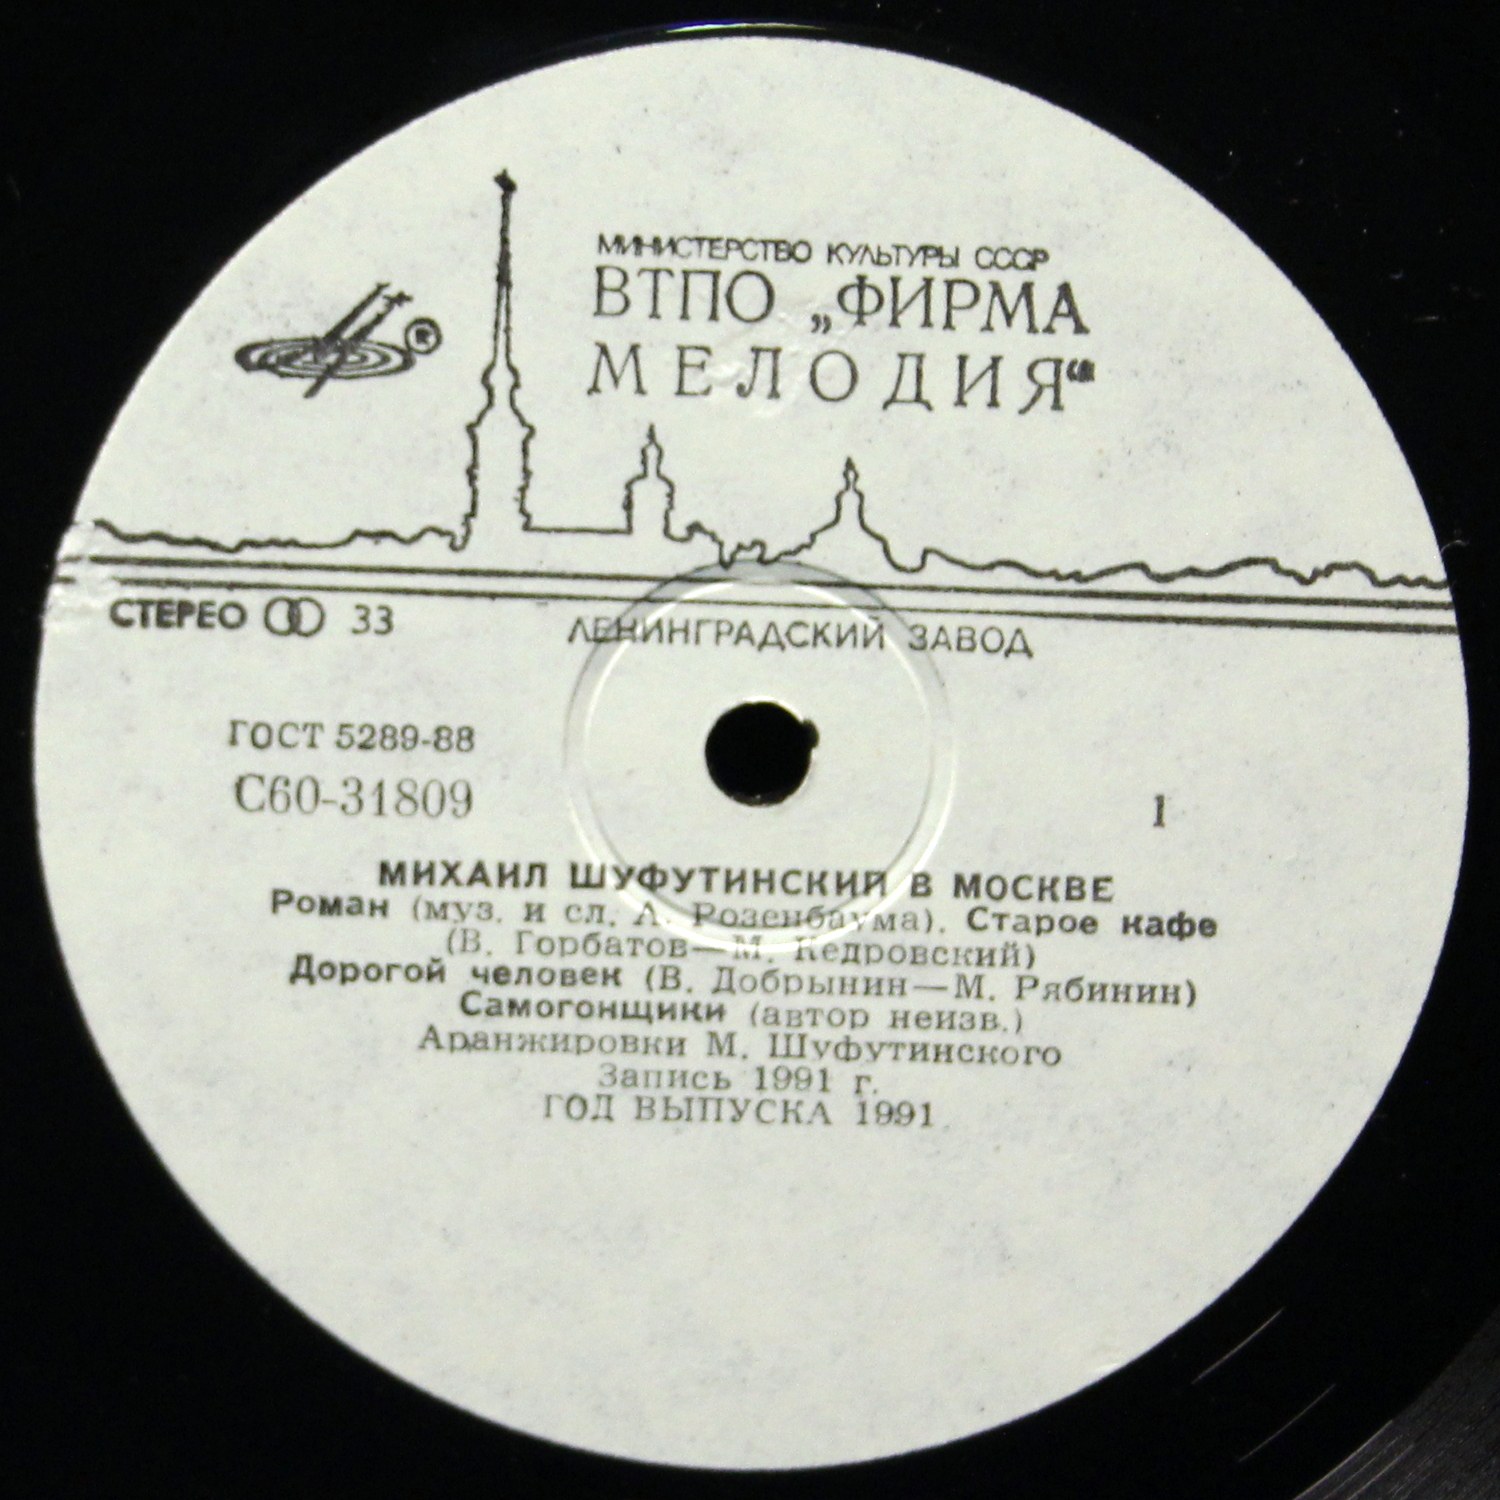 МИНИСТЕРСТВО КУЛЬТУРЫ СССР
ВТПО „ФИРМА
МЕЛОДИЯ“
®
СТЕРЕО 33
ЛЕНИНГРАДСКИЙ ЗАВОД
ГОСТ 5289-88
С60-31809
1
МИХАИЛ ШУФУТИНСКИЙ В МОСКВЕ
Роман (муз. и сл. А. Розенбаума). Старое кафе
(В. Горбатов—М. Кедровский)
Дорогой человек (В. Добрынин—М. Рябинин)
Самогонщики (автор неизв.)
Аранжировки М. Шуфутинского
Запись 1991 г.
ГОД ВЫПУСКА 1991